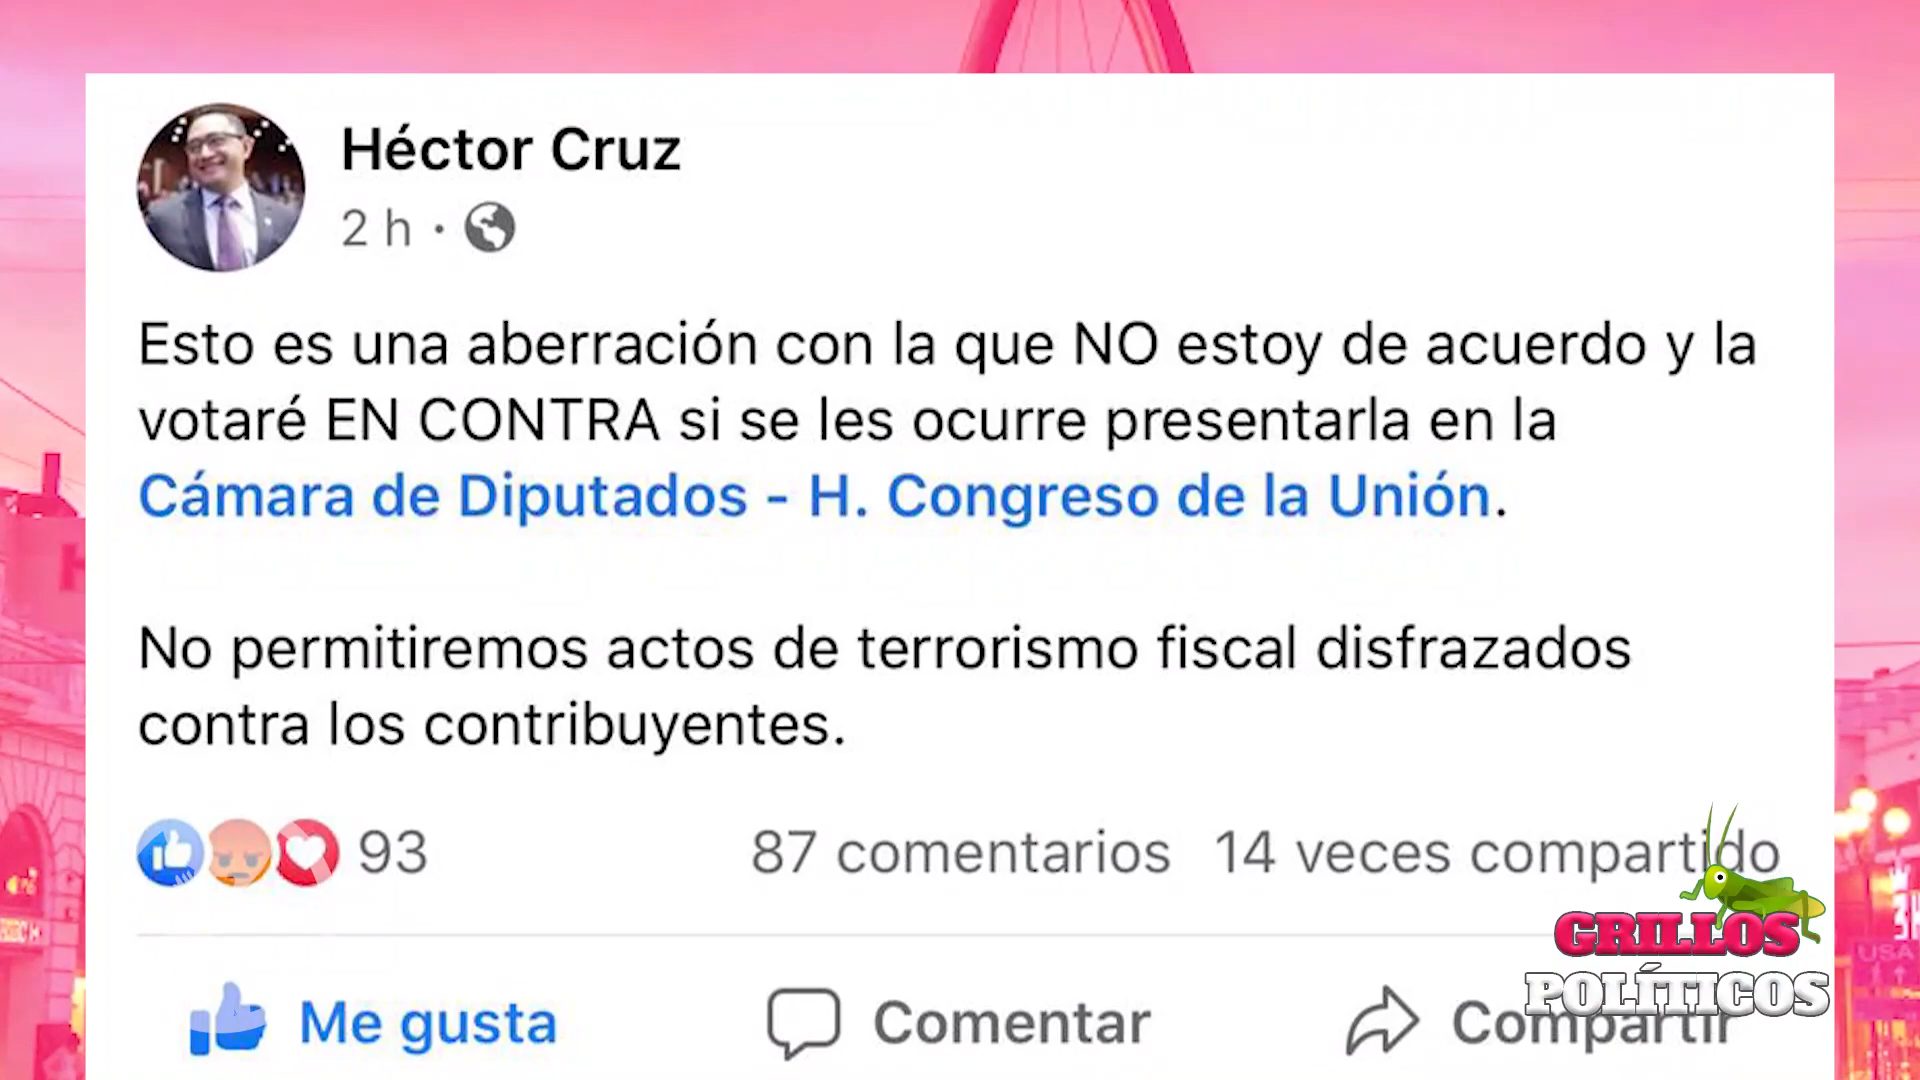 Héctor Cruz
2 h ·
Esto es una aberración con la que NO estoy de acuerdo y la
votaré EN CONTRA si se les ocurre presentarla en la
Cámara de Diputados - H. Congreso de la Unión.
No permitiremos actos de terrorismo fiscal disfrazados
contra los contribuyentes.
93 87 comentarios 14 veces compartido
Me gusta Comentar Compartir
GRILLOS
POLÍTICOS
USA